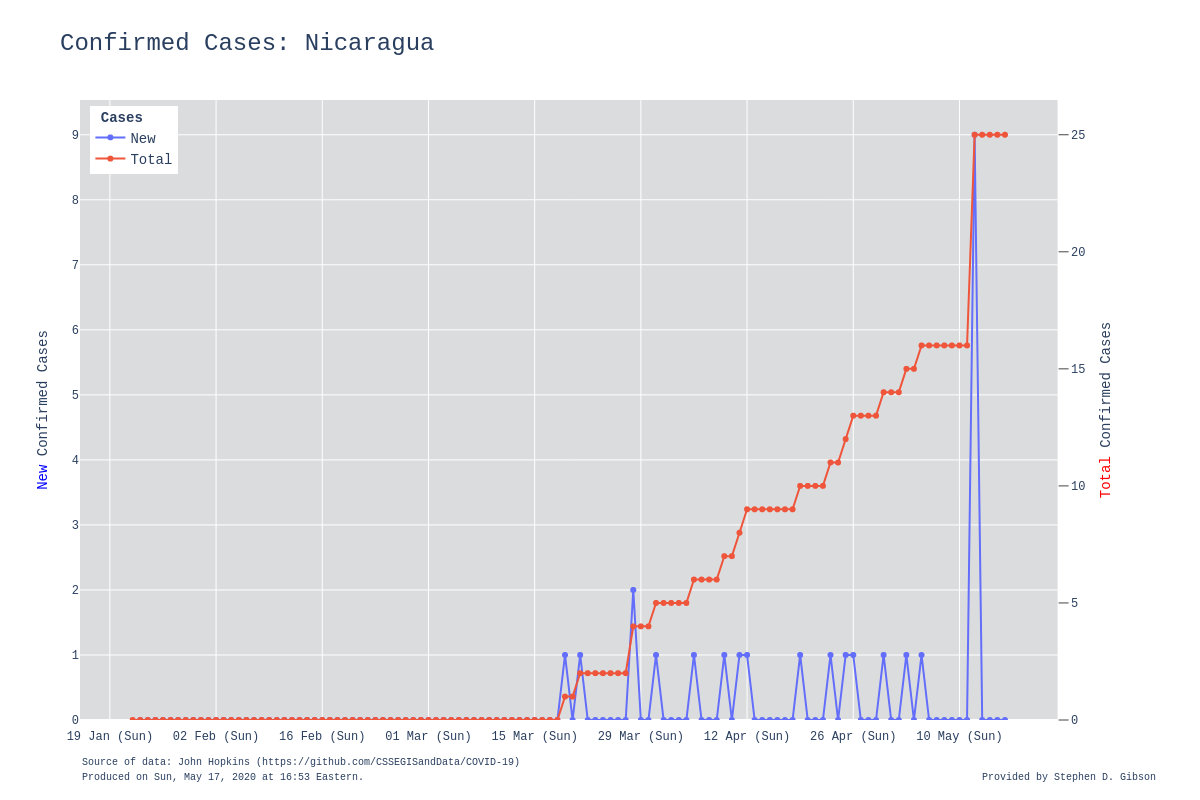 Confirmed Cases: Nicaragua
Cases
New
Total
9
8
7
6
5
4
3
2
1
0
25
20
15
10
5
0
New Confirmed Cases
Total Confirmed Cases
19 Jan (Sun) 02 Feb (Sun) 16 Feb (Sun) 01 Mar (Sun) 15 Mar (Sun) 29 Mar (Sun) 12 Apr (Sun) 26 Apr (Sun) 10 May (Sun)
Source of data: John Hopkins (https://github.com/CSSEGISandData/COVID-19)
Produced on Sun, May 17, 2020 at 16:53 Eastern.
Provided by Stephen D. Gibson